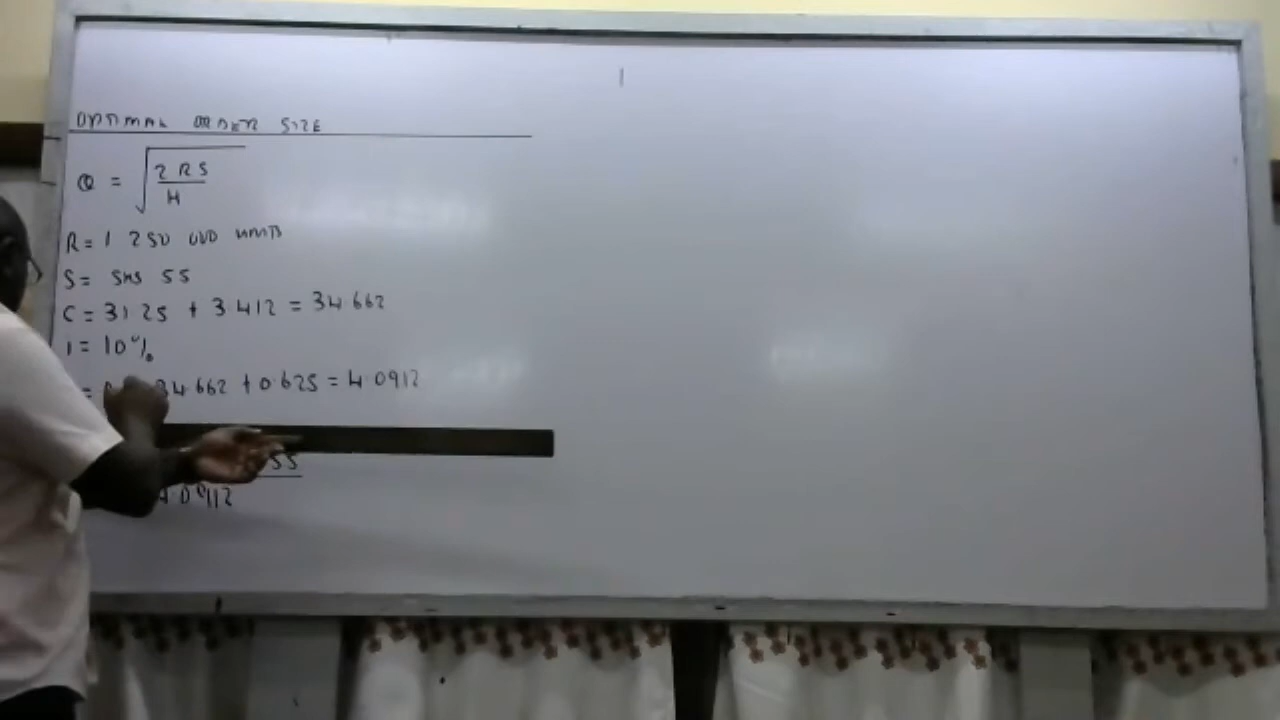 OPTIMAL ORDER SIZE
Q = √ 2RS
H
R = 1 250 000 UNITS
S = SHS 55
C = 31.25 + 3.412 = 34.662
I = 10%
34.662 + 0.625 = 4.0912
55
4.0912